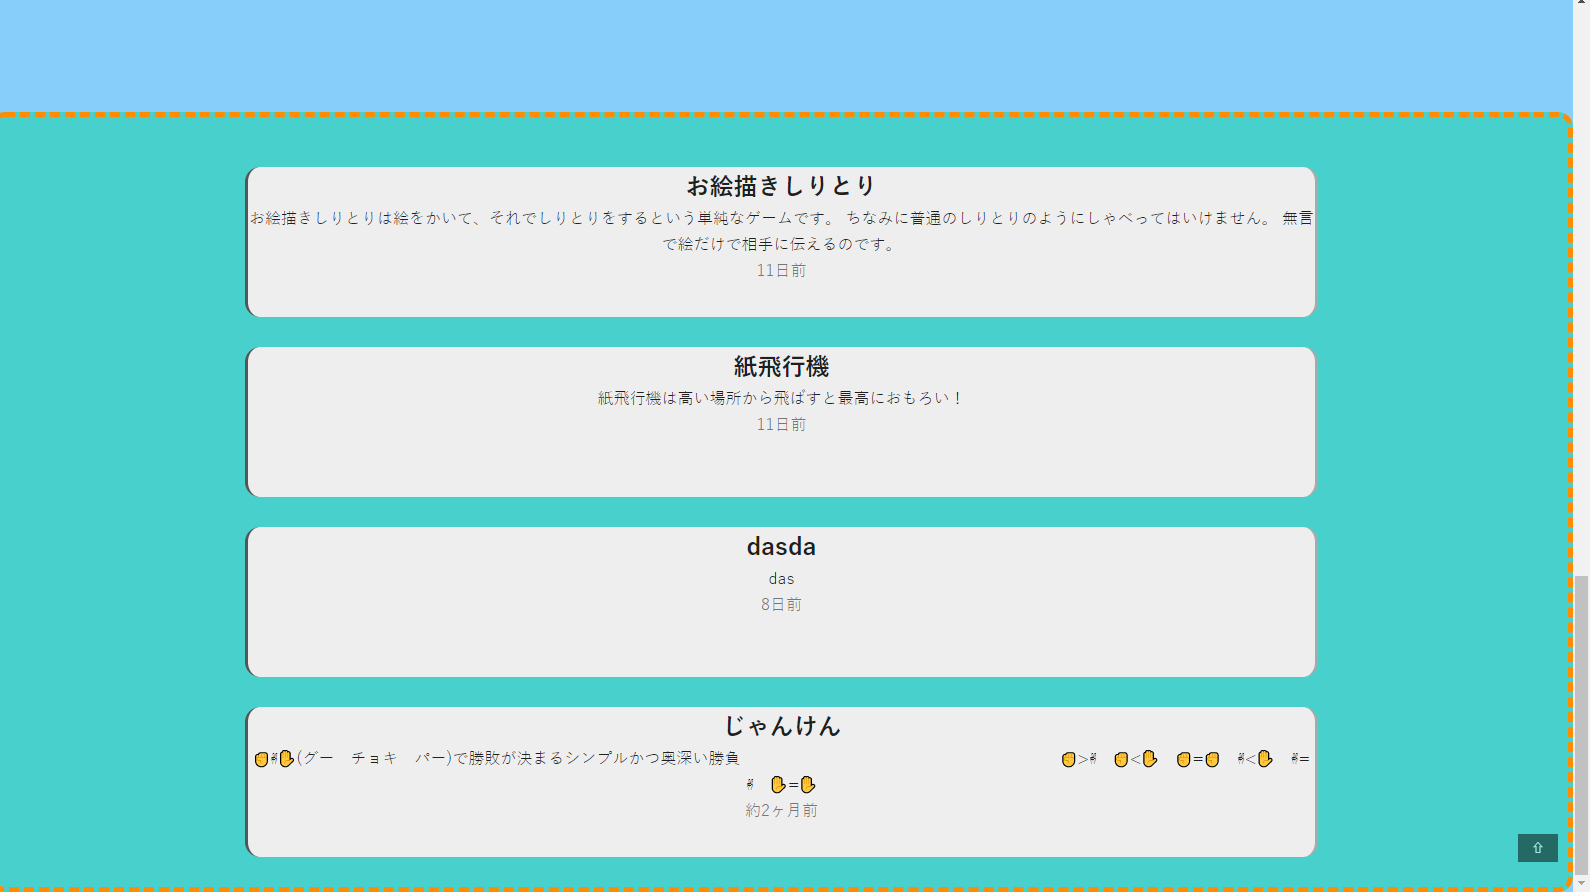 お絵描きしりとり
お絵描きしりとりは絵をかいて、それでしりとりをするという単純なゲームです。 ちなみに普通のしりとりのようにしゃべってはいけません。 無言
で絵だけで相手に伝えるのです。
11日前
紙飛行機
紙飛行機は高い場所から飛ばすと最高におもろい！
11日前
dasda
das
8日前
じゃんけん
✊✌✋(グー　チョキ　パー)で勝敗が決まるシンプルかつ奥深い勝負　✊>✌　✊<✋　✊=✊　✌<✋　✌=
✌　✋=✋
約2ヶ月前
⇧